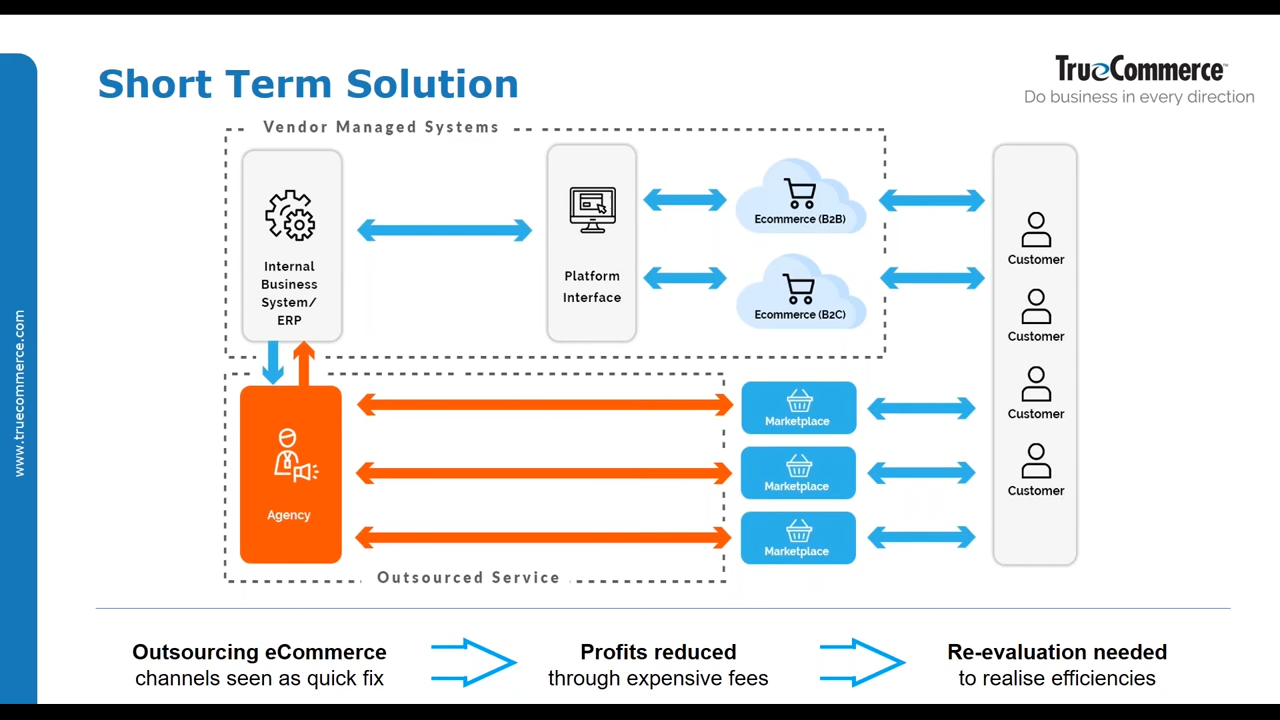 Short Term Solution
TrueCommerce™
Do business in every direction
www.truecommerce.com
Vendor Managed Systems
Internal
Business
System/
ERP
Platform
Interface
Ecommerce (B2B)
Ecommerce (B2C)
Customer
Customer
Customer
Customer
Agency
Marketplace
Marketplace
Marketplace
Outsourced Service
Outsourcing eCommerce
channels seen as quick fix
Profits reduced
through expensive fees
Re-evaluation needed
to realise efficiencies